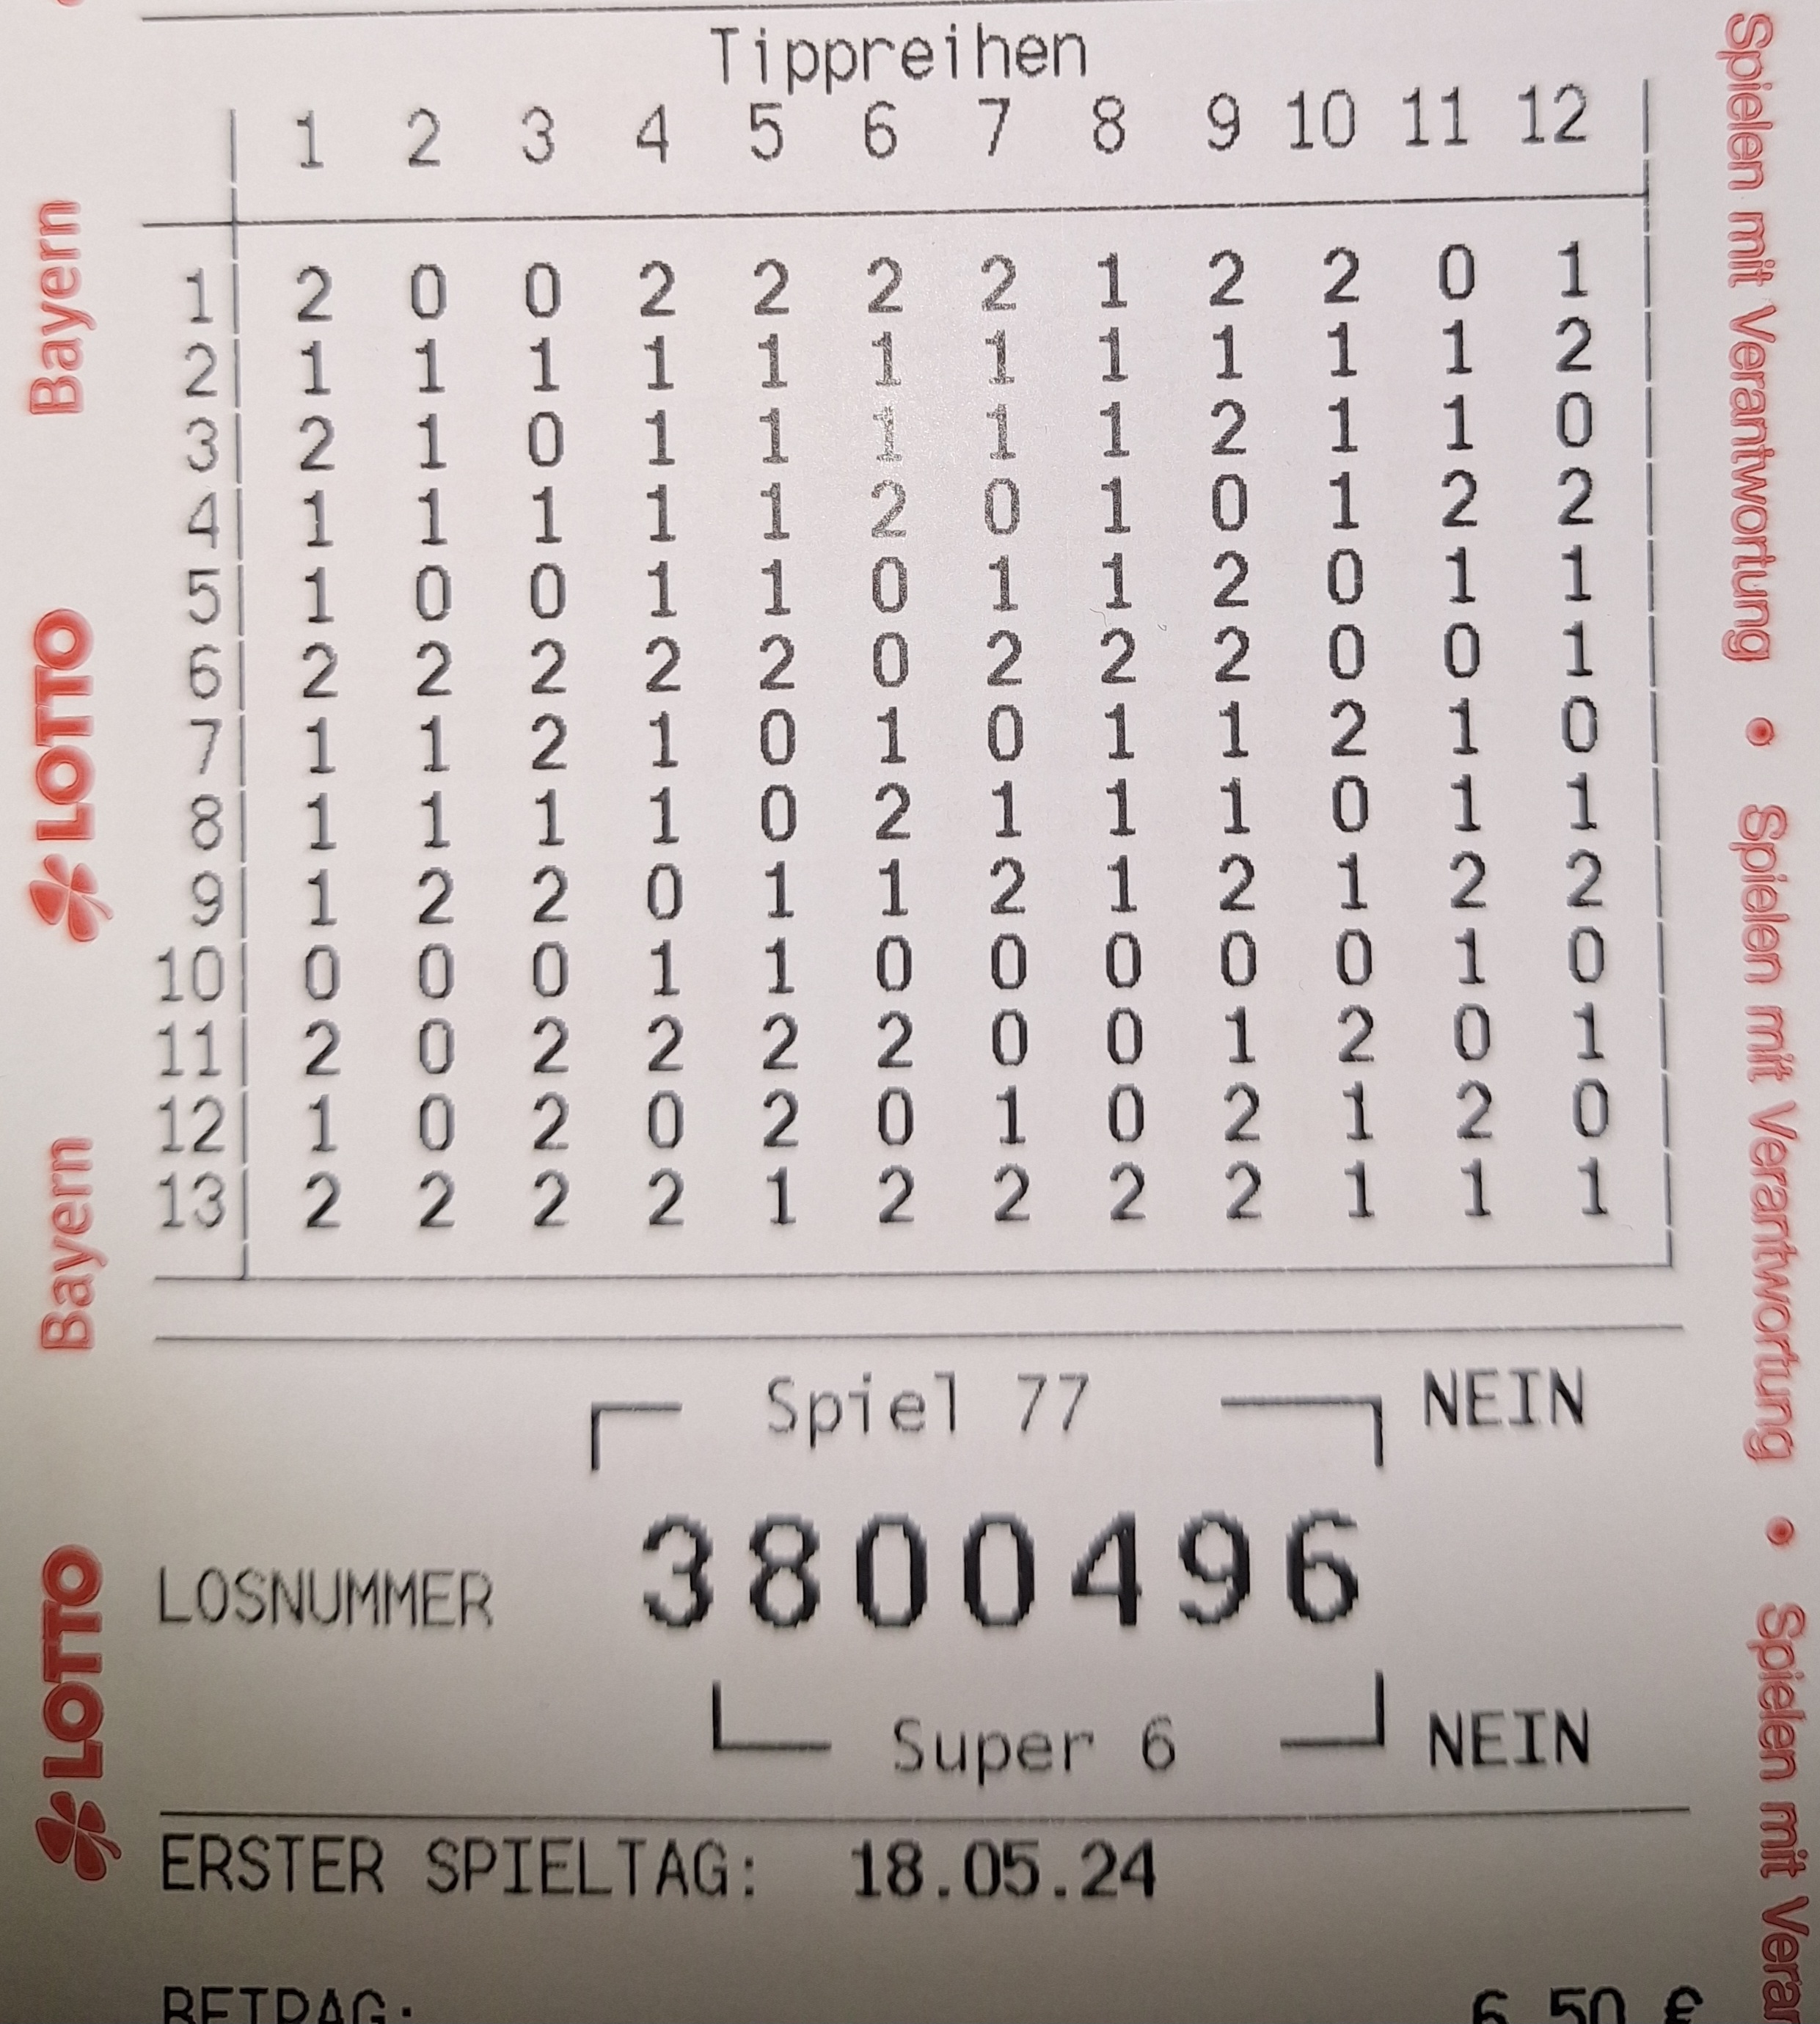 Tippreihen
1 2 3 4 5 6 7 8 9 10 11 12
1 2 0 0 2 2 2 2 1 2 2 0 1
2 1 1 1 1 1 1 1 1 1 1 1 2
3 2 1 0 1 1 1 1 1 2 1 1 0
4 1 1 1 1 1 2 0 1 0 1 2 2
5 1 0 0 1 1 0 1 1 2 0 1 1
6 2 2 2 2 2 0 2 2 2 0 0 1
7 1 1 2 1 0 1 0 1 1 2 1 0
8 1 1 1 1 0 2 1 1 1 0 1 1
9 1 2 2 0 1 1 2 1 2 1 2 2
10 0 0 0 1 1 0 0 0 0 0 1 0
11 2 0 2 2 2 2 0 0 1 2 0 1
12 1 0 2 0 2 0 1 0 2 1 2 0
13 2 2 2 2 1 2 2 2 2 1 1 1
Spiel 77 NEIN
LOSNUMMER 3800496
Super 6 NEIN
ERSTER SPIELTAG: 18.05.24
BETRAG: 6,50 €
LOTTO Bayern
LOTTO Bayern
Spielen mit Verantwortung • Spielen mit Verantwortung • Spielen mit Veran